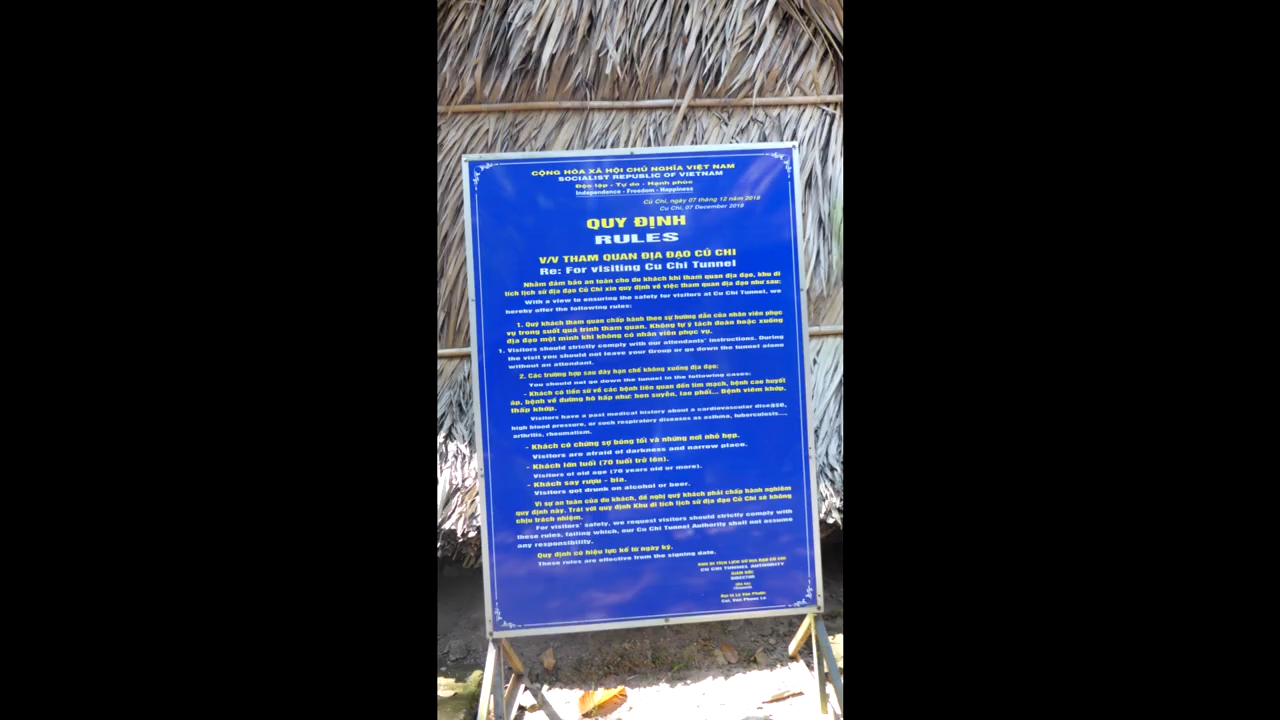 CỘNG HÒA XÃ HỘI CHỦ NGHĨA VIỆT NAM
SOCIALIST REPUBLIC OF VIETNAM
Độc lập - Tự do - Hạnh phúc
Independence - Freedom - Happiness
Củ Chi, ngày 07 tháng 12 năm 2018
Cu Chi, 07 December 2018
QUY ĐỊNH
RULES
V/V THAM QUAN ĐỊA ĐẠO CỦ CHI
Re: For visiting Cu Chi Tunnel
Nhằm đảm bảo an toàn cho du khách khi tham quan địa đạo, khu di
tích lịch sử địa đạo Củ Chi xin quy định về việc tham quan địa đạo như sau:
With a view to ensuring the safety for visitors at Cu Chi Tunnel, we
hereby offer the following rules:
1. Quý khách tham quan chấp hành theo sự hướng dẫn của nhân viên phục
vụ trong suốt quá trình tham quan. Không tự ý tách đoàn hoặc xuống
địa đạo một mình khi không có nhân viên phục vụ.
1. Visitors should strictly comply with our attendants' instructions. During
the visit you should not leave your Group or go down the tunnel alone
without an attendant.
2. Các trường hợp sau đây hạn chế không xuống địa đạo:
You should not go down the tunnel in the following cases:
- Khách có tiền sử về các bệnh liên quan đến tim mạch, bệnh cao huyết
áp, bệnh về đường hô hấp như: hen suyễn, lao phổi... Bệnh viêm khớp,
thấp khớp.
Visitors have a past medical history about a cardiovascular disease,
high blood pressure, or such respiratory diseases as asthma, tuberculosis...,
arthritis, rheumatism.
- Khách có chứng sợ bóng tối và những nơi nhỏ hẹp.
Visitors are afraid of darkness and narrow place.
- Khách lớn tuổi (70 tuổi trở lên).
Visitors of old age (70 years old or more).
- Khách say rượu - bia.
Visitors got drunk on alcohol or beer.
Vì sự an toàn của du khách, đề nghị quý khách phải chấp hành nghiêm
quy định này. Trái với quy định Khu di tích lịch sử địa đạo Củ Chi sẽ không
chịu trách nhiệm.
For visitors' safety, we request visitors should strictly comply with
these rules, failing which, our Cu Chi Tunnel Authority shall not assume
any responsibility.
Quy định có hiệu lực kể từ ngày ký.
These rules are effective from the signing date.
KHU DI TÍCH LỊCH SỬ ĐỊA ĐẠO CỦ CHI
CU CHI TUNNEL AUTHORITY
GIÁM ĐỐC
DIRECTOR